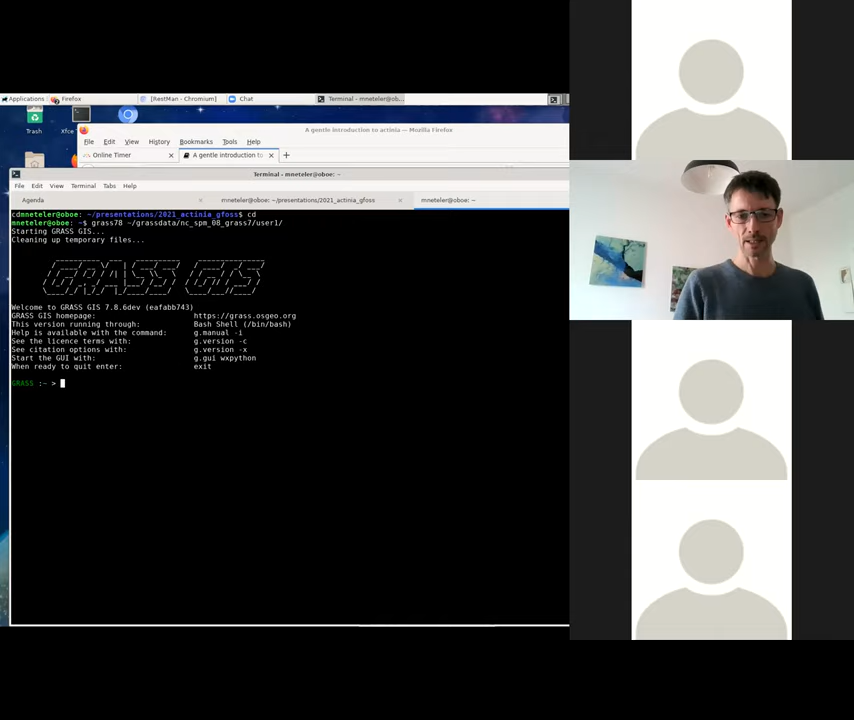 Applications
Firefox
[RestMan - Chromium]
Chat
Terminal - mneteler@ob...
Trash
Xfce
A gentle introduction to actinia — Mozilla Firefox
File Edit View History Bookmarks Tools Help
Online Timer
A gentle introduction to
Terminal - mneteler@oboe: ~
File Edit View Terminal Tabs Help
Agenda
mneteler@oboe: ~/presentations/2021_actinia_gfoss
mneteler@oboe: ~
cdmneteler@oboe: ~/presentations/2021_actinia_gfoss$ cd
mneteler@oboe: ~$ grass78 ~/grassdata/nc_spm_08_grass7/user1/
Starting GRASS GIS...
Cleaning up temporary files...
GRASS GIS
Welcome to GRASS GIS 7.8.6dev (eafabb743)
GRASS GIS homepage: https://grass.osgeo.org
This version running through: Bash Shell (/bin/bash)
Help is available with the command: g.manual -i
See the licence terms with: g.version -c
See citation options with: g.version -x
Start the GUI with: g.gui wxpython
When ready to quit enter: exit
GRASS :~ >